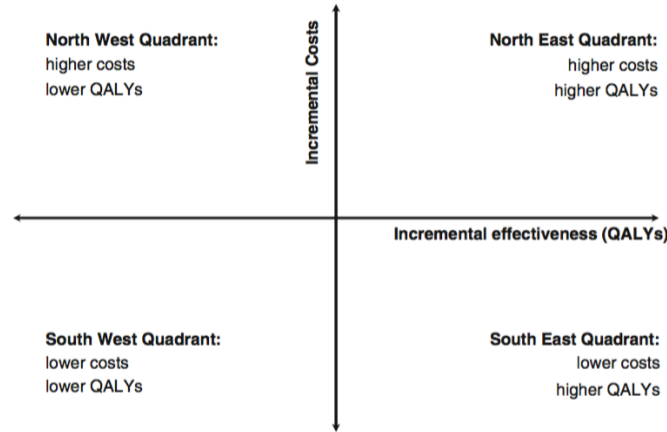 North West Quadrant:
higher costs
lower QALYs
Incremental Costs
North East Quadrant:
higher costs
higher QALYs
Incremental effectiveness (QALYs)
South West Quadrant:
lower costs
lower QALYs
South East Quadrant:
lower costs
higher QALYs